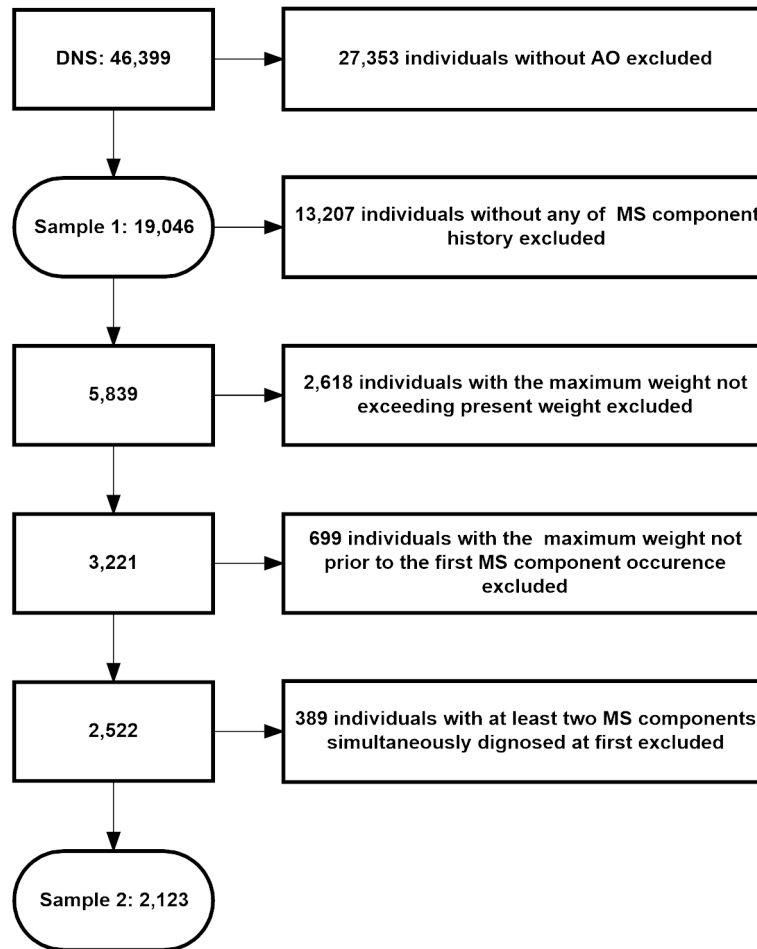 DNS: 46,399
27,353 individuals without AO excluded
Sample 1: 19,046
13,207 individuals without any of MS component
history excluded
5,839
2,618 individuals with the maximum weight not
exceeding present weight excluded
3,221
699 individuals with the maximum weight not
prior to the first MS component occurence
excluded
2,522
389 individuals with at least two MS components
simultaneously dignosed at first excluded
Sample 2: 2,123